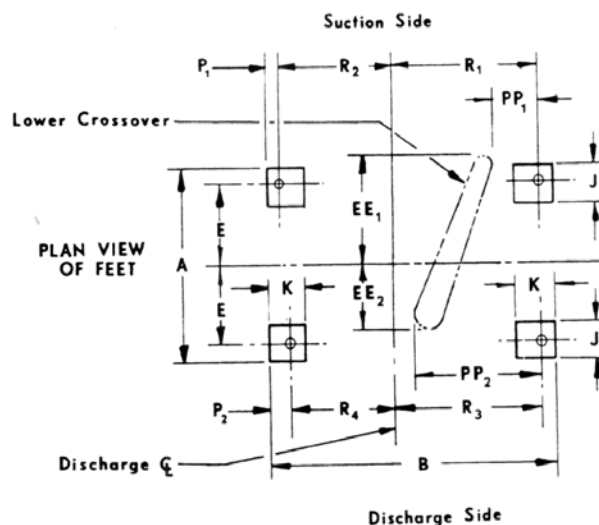 Suction Side
P₁ R₂ R₁
PP₁
Lower Crossover
J
EE₁
E
PLAN VIEW
OF FEET
A
K EE₂ K
E
J
PP₂
P₂ R₄ R₃
Discharge ℄
B
Discharge Side